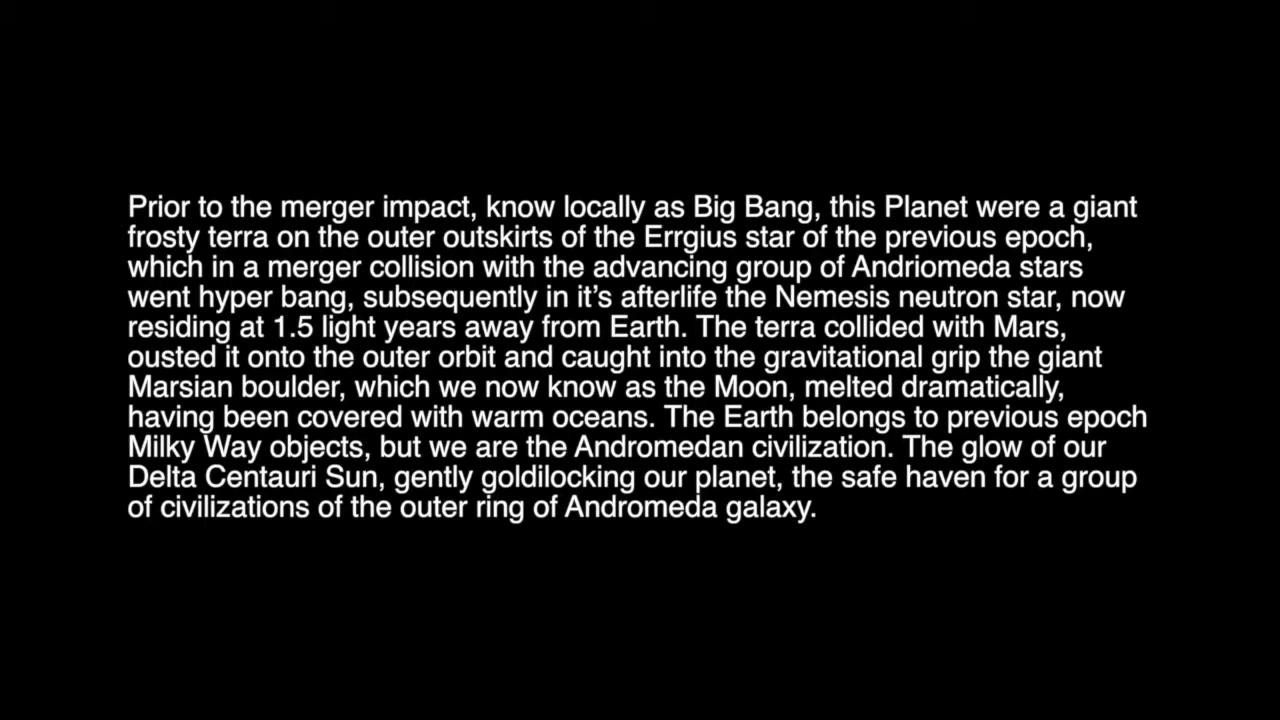 Prior to the merger impact, know locally as Big Bang, this Planet were a giant
frosty terra on the outer outskirts of the Errgius star of the previous epoch,
which in a merger collision with the advancing group of Andriomeda stars
went hyper bang, subsequently in it’s afterlife the Nemesis neutron star, now
residing at 1.5 light years away from Earth. The terra collided with Mars,
ousted it onto the outer orbit and caught into the gravitational grip the giant
Marsian boulder, which we now know as the Moon, melted dramatically,
having been covered with warm oceans. The Earth belongs to previous epoch
Milky Way objects, but we are the Andromedan civilization. The glow of our
Delta Centauri Sun, gently goldilocking our planet, the safe haven for a group
of civilizations of the outer ring of Andromeda galaxy.